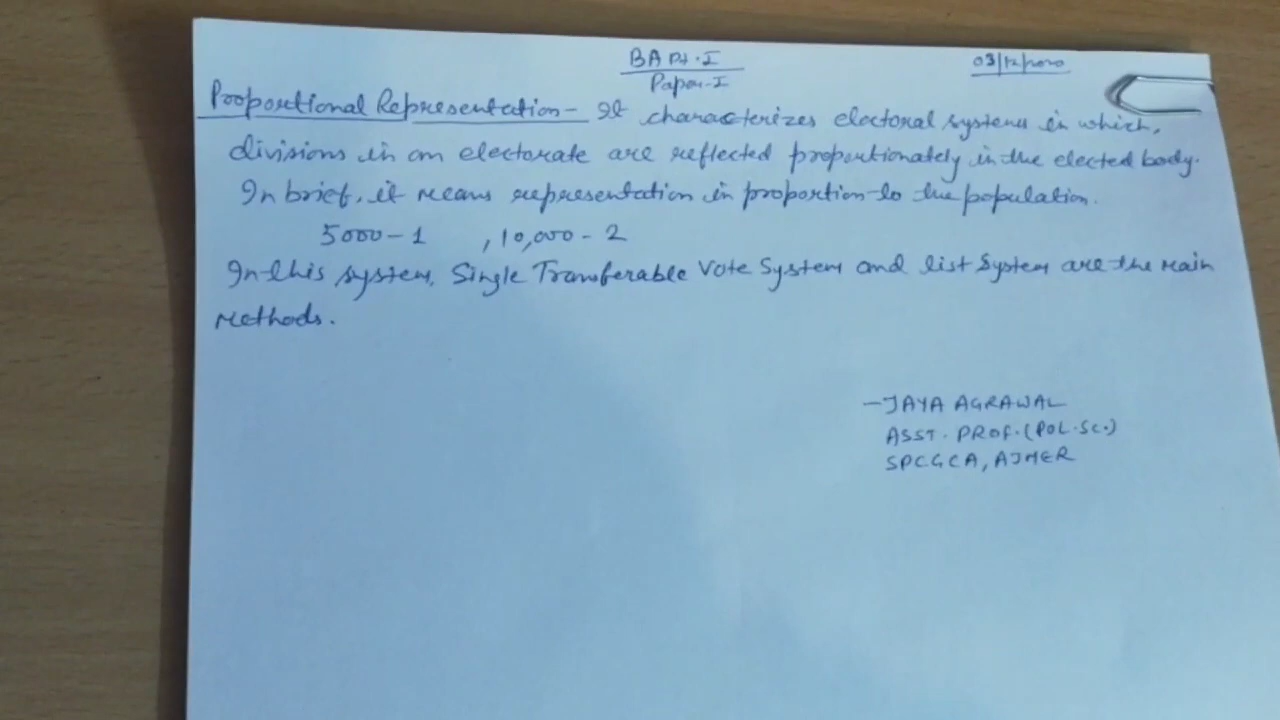 BA Pt. I
Paper-I
03/12/2020
Proportional Representation - It characterizes electoral systems in which,
divisions in an electorate are reflected proportionately in the elected body.
In brief, it means representation in proportion to the population.
5000-1 , 10,000-2
In this system, Single Transferable Vote System and list System are the main
methods.
- JAYA AGRAWAL
ASST. PROF. (POL.SC.)
SPCGCA, AJMER